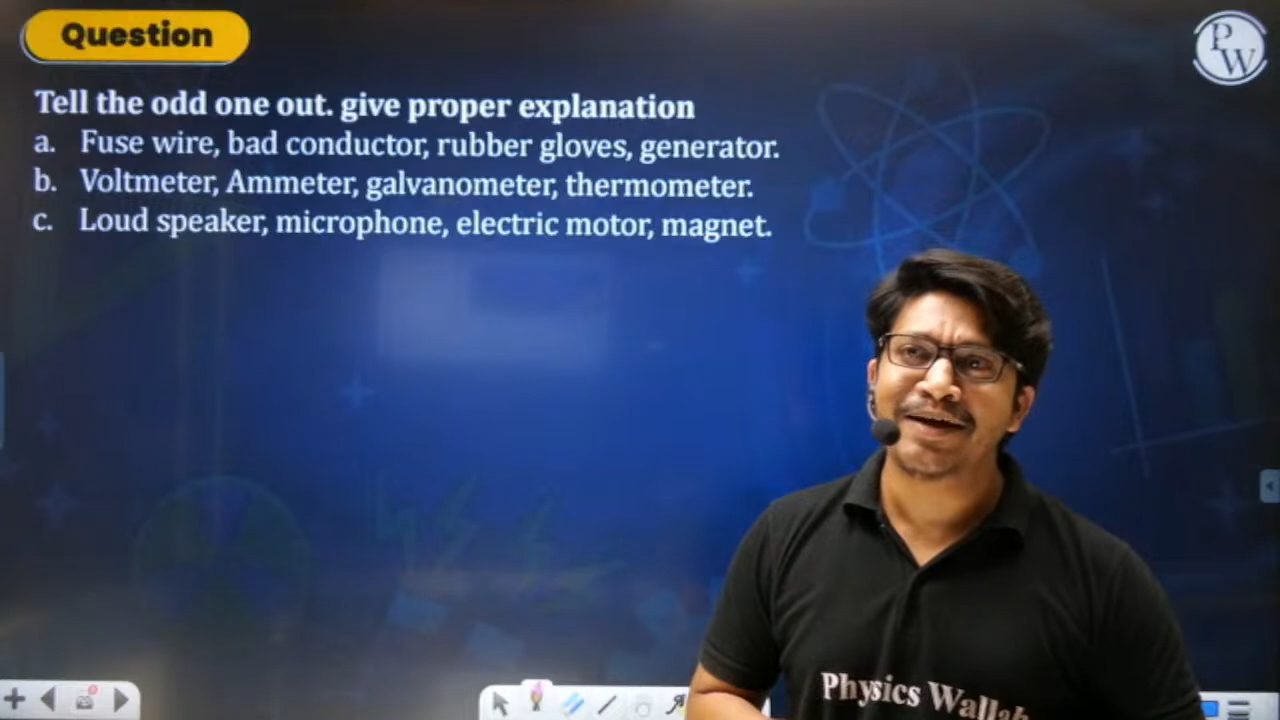 Question
PW
Tell the odd one out. give proper explanation
a. Fuse wire, bad conductor, rubber gloves, generator.
b. Voltmeter, Ammeter, galvanometer, thermometer.
c. Loud speaker, microphone, electric motor, magnet.
Physics Wallah